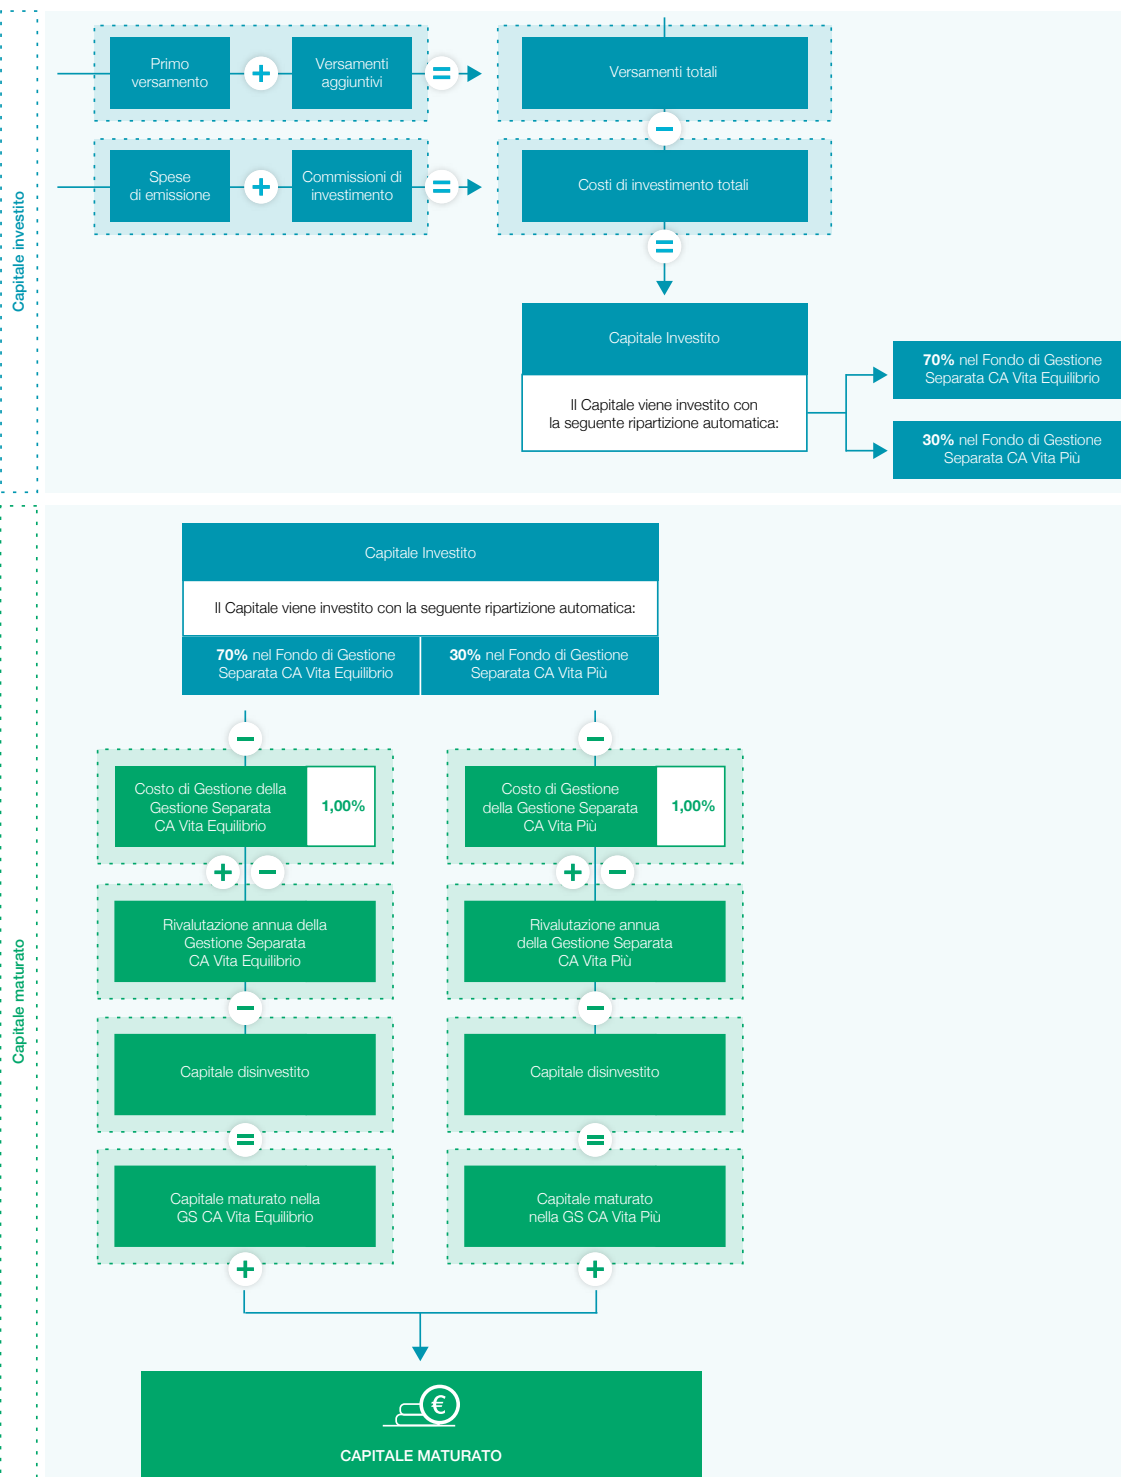 Capitale investito
Primo
versamento
+
Versamenti
aggiuntivi
=
Versamenti totali
−
Spese
di emissione
+
Commissioni di
investimento
=
Costi di investimento totali
=
Capitale Investito
Il Capitale viene investito con
la seguente ripartizione automatica:
70% nel Fondo di Gestione
Separata CA Vita Equilibrio
30% nel Fondo di Gestione
Separata CA Vita Più
Capitale maturato
Capitale Investito
Il Capitale viene investito con la seguente ripartizione automatica:
70% nel Fondo di Gestione
Separata CA Vita Equilibrio
30% nel Fondo di Gestione
Separata CA Vita Più
−
Costo di Gestione della
Gestione Separata
CA Vita Equilibrio
1,00%
+ −
Rivalutazione annua della
Gestione Separata
CA Vita Equilibrio
−
Capitale disinvestito
=
Capitale maturato nella
GS CA Vita Equilibrio
+
−
Costo di Gestione
della Gestione Separata
CA Vita Più
1,00%
+ −
Rivalutazione annua
della Gestione Separata
CA Vita Più
−
Capitale disinvestito
=
Capitale maturato
nella GS CA Vita Più
+
€
CAPITALE MATURATO